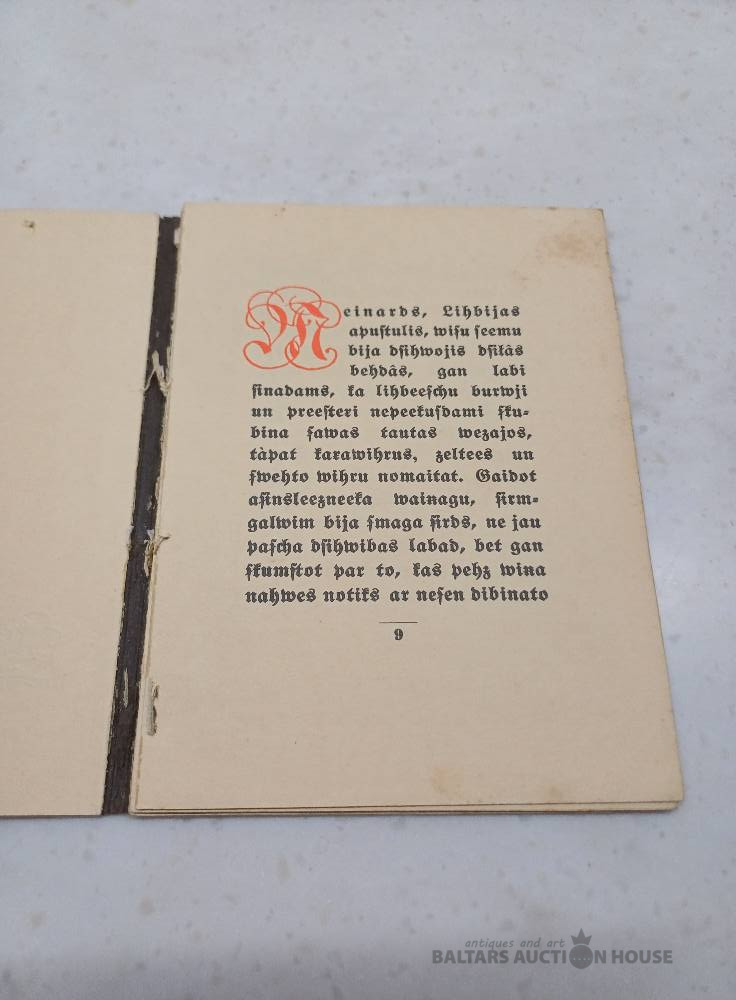 Meinards, Lihbijas
apuſtulis, wiſu ſeemu
bija dſihwojis dſiļâs
behdâs, gan labi
ſinadams, ka lihbeeſchu burwji
un preeſteri nepeekuſdami ſku-
bina ſawas tautas wezajos,
tàpat karawihrus, zeltees un
ſwehto wihru nomaitat. Gaidot
aſinsleezneeka wainagu, ſirm-
galwim bija ſmaga ſirds, ne jau
paſcha dſihwibas labad, bet gan
ſkumſtot par to, kas pehz wiņa
nahwes notiks ar neſen dibinato
9
antiques and art
BALTARS AUCTION HOUSE